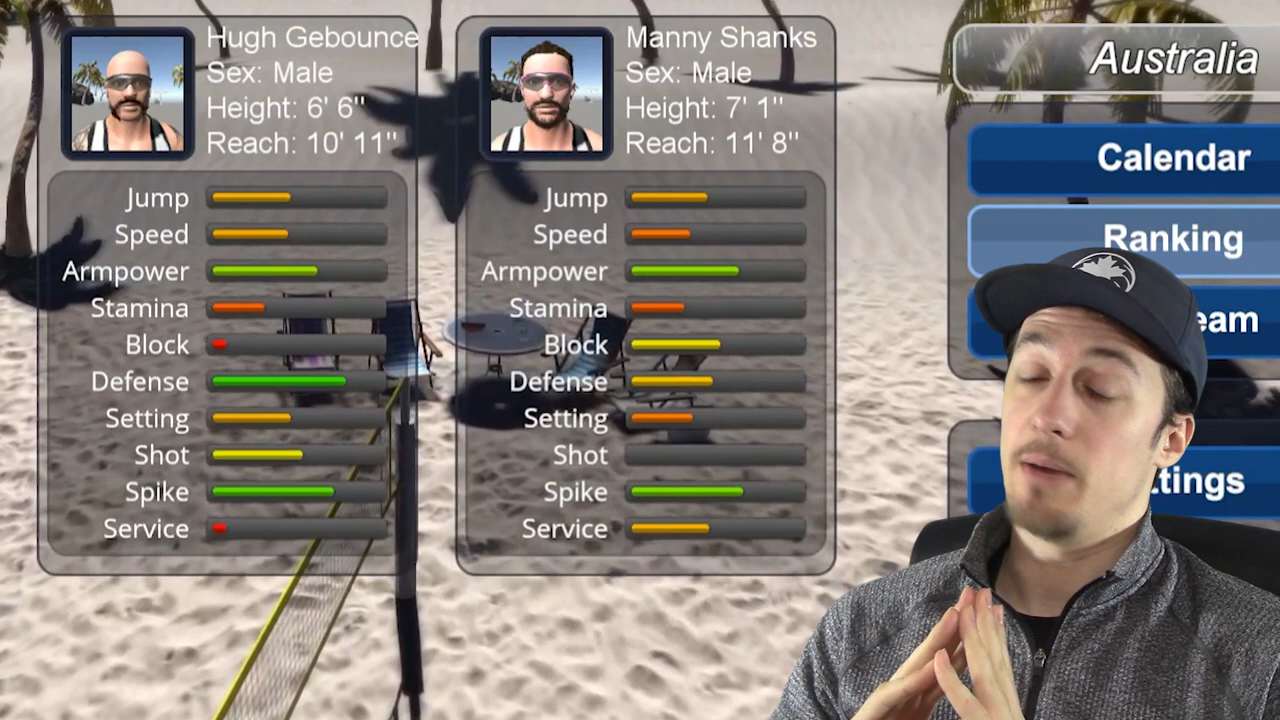 Hugh Gebounce
Sex: Male
Height: 6' 6"
Reach: 10' 11"
Jump
Speed
Armpower
Stamina
Block
Defense
Setting
Shot
Spike
Service
Manny Shanks
Sex: Male
Height: 7' 1"
Reach: 11' 8"
Jump
Speed
Armpower
Stamina
Block
Defense
Setting
Shot
Spike
Service
Australia
Calendar
Ranking
eam
ttings